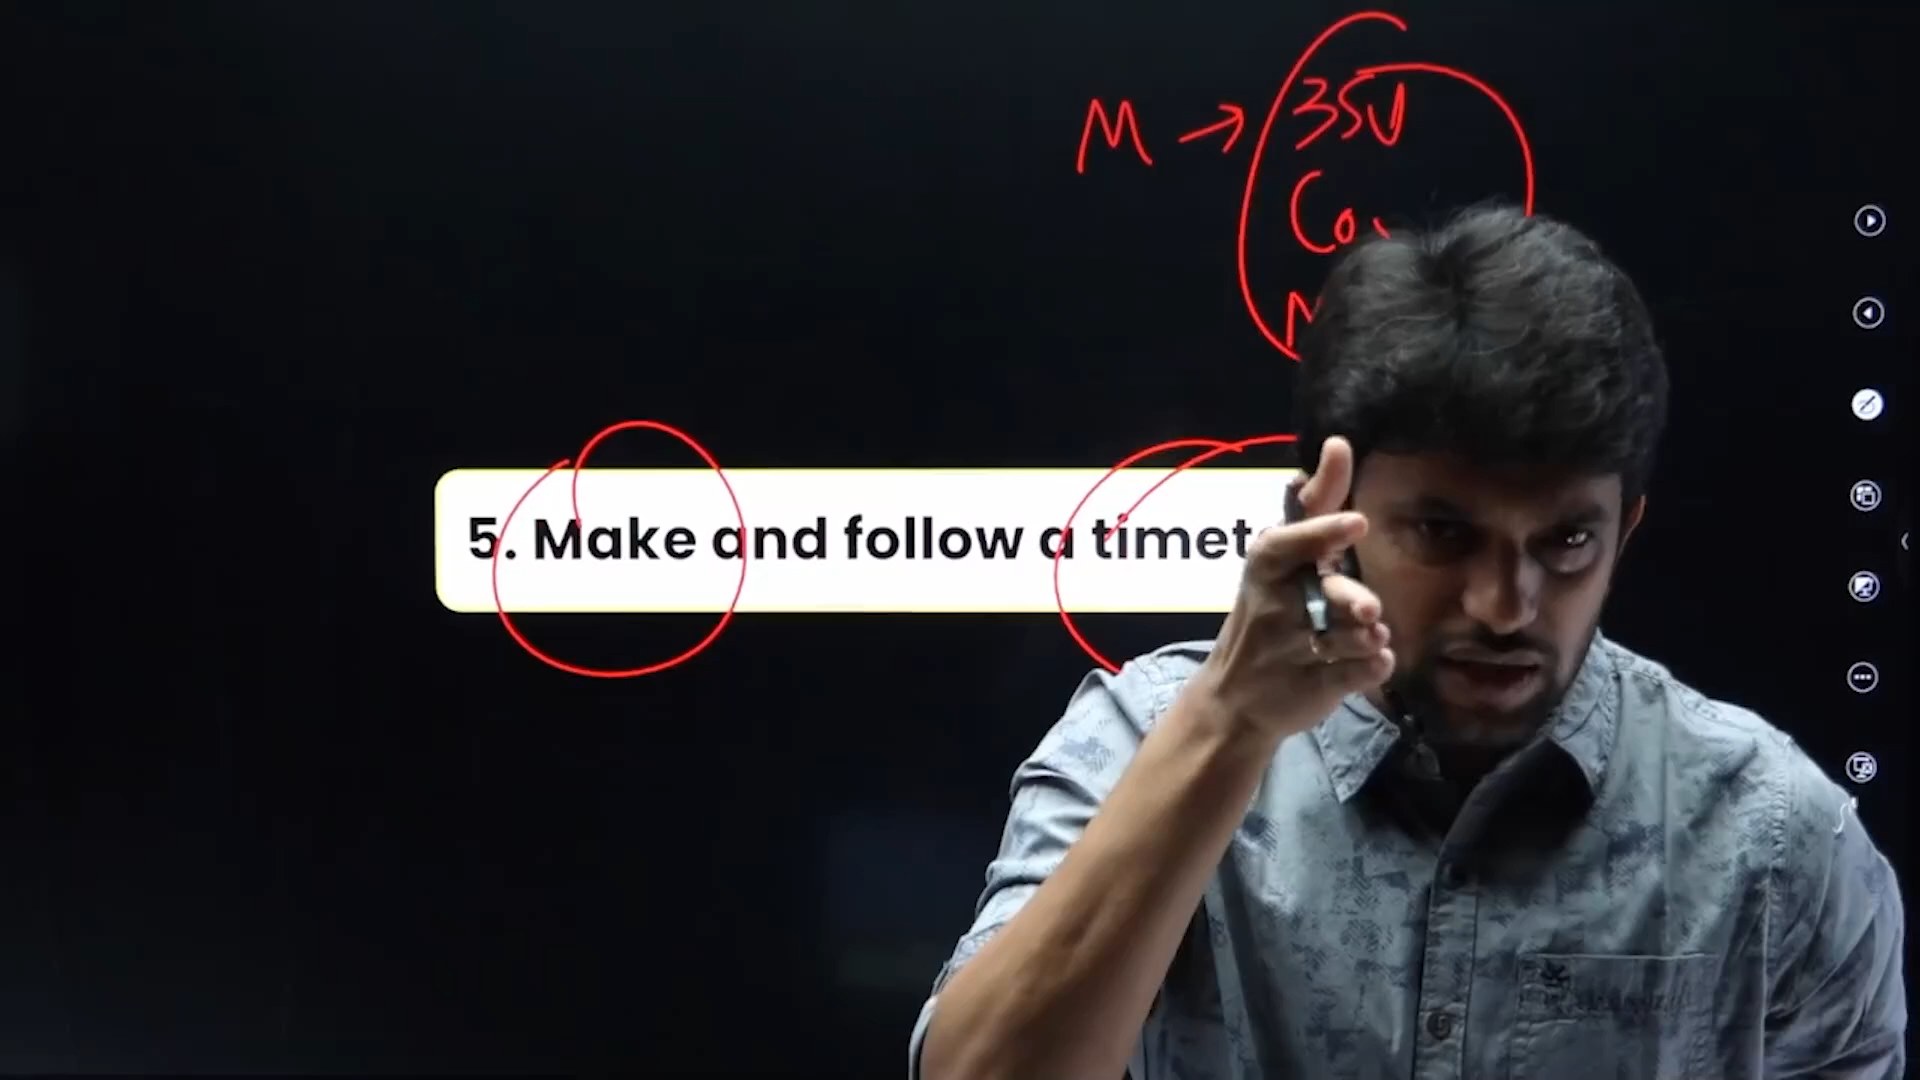 M → 35
5. Make and follow a timet